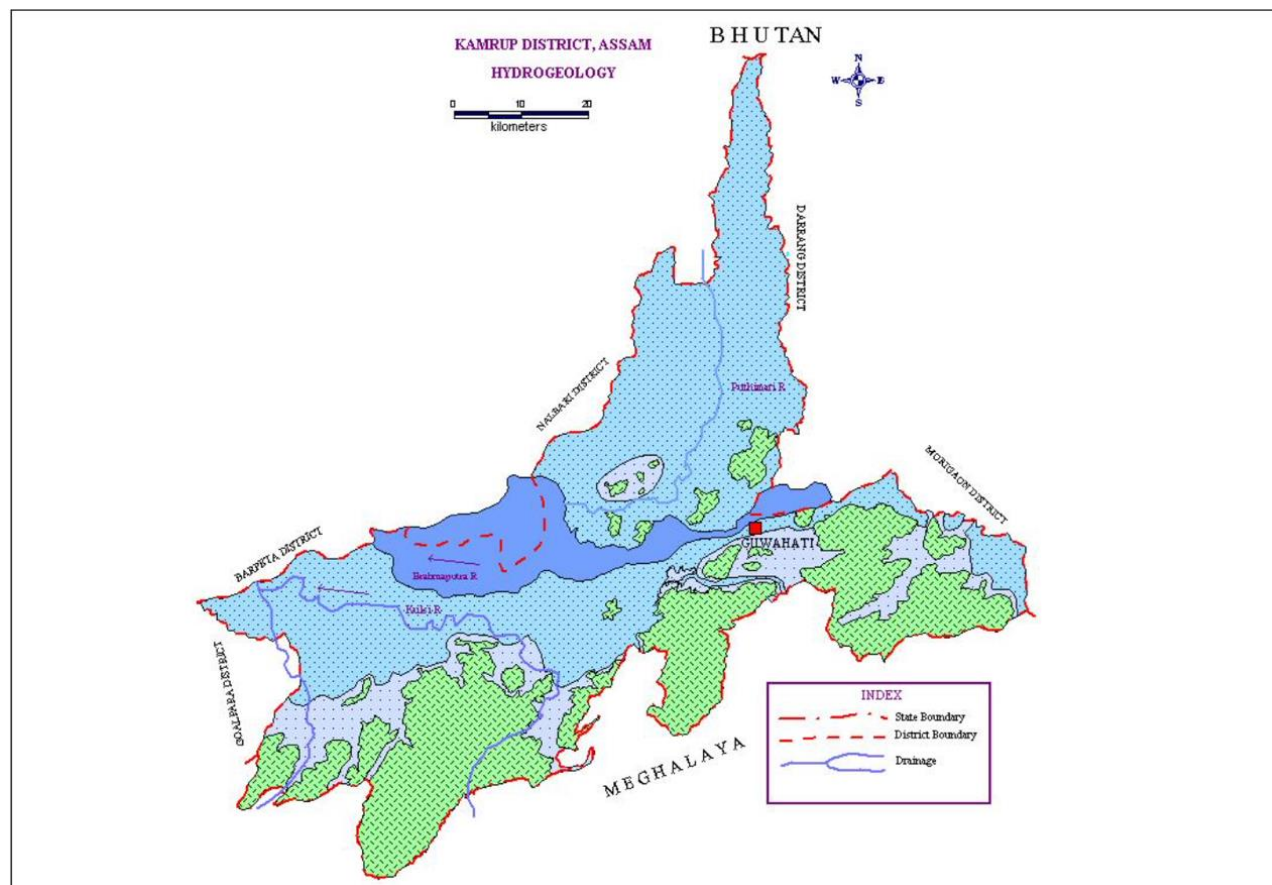 B H U TAN
KAMRUP DISTRICT, ASSAM
HYDROGEOLOGY
N
W E
S
0 10 20
kilometers
DARRANG DISTRICT
NALBARI DISTRICT
Puthimari R
MORIGAON DISTRICT
GUWAHATI
BARPETA DISTRICT
Brahmaputra R
Kulsi R
GOALPARA DISTRICT
M E G H A L A Y A
INDEX
State Boundary
District Boundary
Drainage